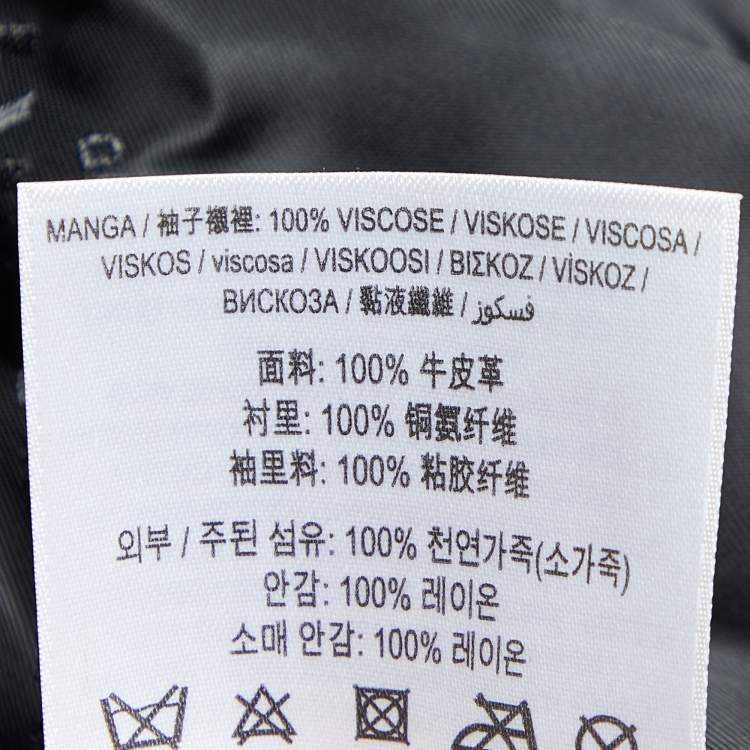 MANGA / 袖子襯裡: 100% VISCOSE / VISKOSE / VISCOSA /
VISKOS / viscosa / VISKOOSI / ΒΙΣΚΟΖ / VİSKOZ /
ВИСКОЗА / 黏液纖維 / فسكوز
面料: 100% 牛皮革
衬里: 100% 铜氨纤维
袖里料: 100% 粘胶纤维
외부 / 주된 섬유: 100% 천연가죽(소가죽)
안감: 100% 레이온
소매 안감: 100% 레이온